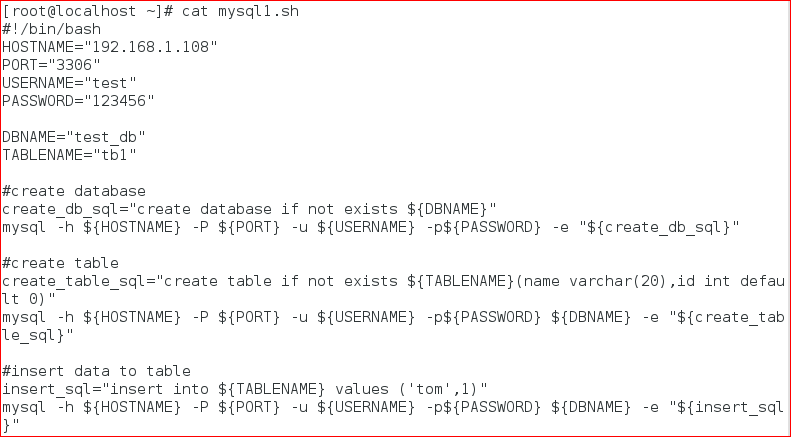 [root@localhost ~]# cat mysql1.sh
#!/bin/bash
HOSTNAME="192.168.1.108"
PORT="3306"
USERNAME="test"
PASSWORD="123456"
DBNAME="test_db"
TABLENAME="tb1"
#create database
create_db_sql="create database if not exists ${DBNAME}"
mysql -h ${HOSTNAME} -P ${PORT} -u ${USERNAME} -p${PASSWORD} -e "${create_db_sql}"
#create table
create_table_sql="create table if not exists ${TABLENAME}(name varchar(20),id int defau
lt 0)"
mysql -h ${HOSTNAME} -P ${PORT} -u ${USERNAME} -p${PASSWORD} ${DBNAME} -e "${create_tab
le_sql}"
#insert data to table
insert_sql="insert into ${TABLENAME} values ('tom',1)"
mysql -h ${HOSTNAME} -P ${PORT} -u ${USERNAME} -p${PASSWORD} ${DBNAME} -e "${insert_sql
}"